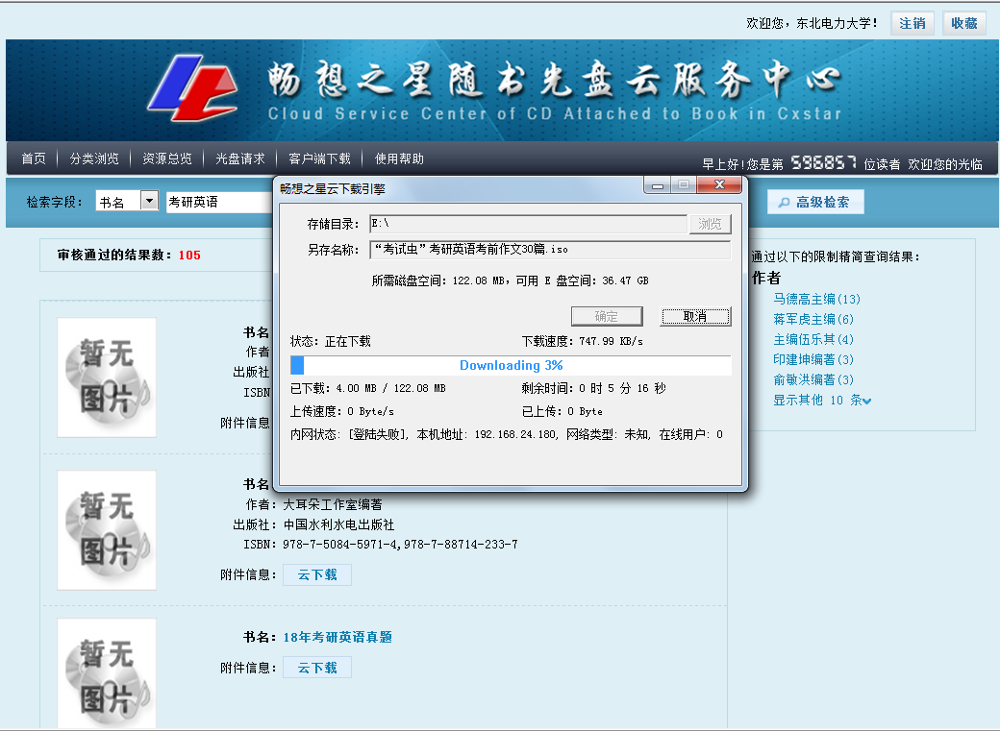 欢迎您，东北电力大学！ 注销 收藏
畅想之星随书光盘云服务中心
Cloud Service Center of CD Attached to Book in Cxstar
首页 分类浏览 资源总览 光盘请求 客户端下载 使用帮助 早上好!您是第 596857 位读者 欢迎您的光临
检索字段： 书名 考研英语 高级检索
畅想之星云下载引擎
存储目录： E:\ 浏览
另存名称： “考试虫”考研英语考前作文30篇.iso
所需磁盘空间：122.08 MB，可用 E 盘空间：36.47 GB
确定 取消
状态：正在下载 下载速度：747.99 KB/s
Downloading 3%
已下载：4.00 MB / 122.08 MB 剩余时间：0 时 5 分 16 秒
上传速度：0 Byte/s 已上传：0 Byte
内网状态：[登陆失败]，本机地址：192.168.24.180，网络类型：未知，在线用户：0
审核通过的结果数：105
暂无图片
书名
作者
出版社
ISBN
附件信息
暂无图片
书名
作者：大耳朵工作室编著
出版社：中国水利水电出版社
ISBN：978-7-5084-5971-4,978-7-88714-233-7
附件信息： 云下载
暂无图片
书名：18年考研英语真题
附件信息： 云下载
通过以下的限制精简查询结果：
作者
马德高主编(13)
蒋军虎主编(6)
主编伍乐其(4)
印建坤编著(3)
俞敏洪编著(3)
显示其他 10 条